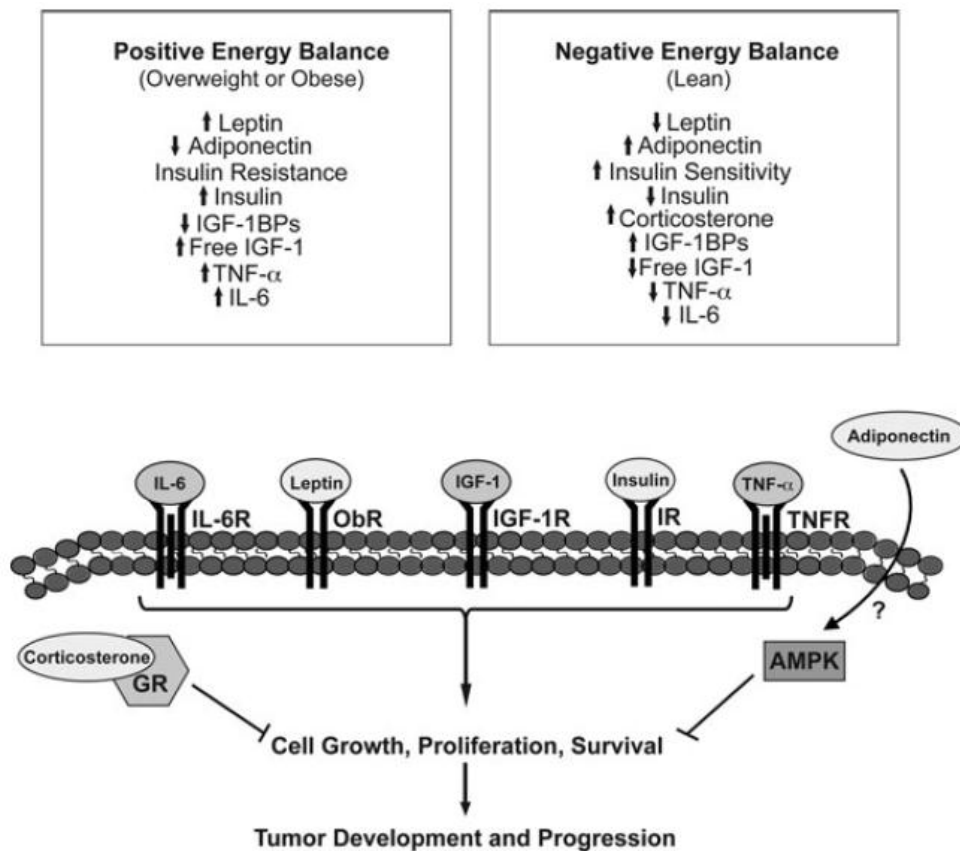 Positive Energy Balance
(Overweight or Obese)
↑ Leptin
↓ Adiponectin
Insulin Resistance
↑ Insulin
↓ IGF-1BPs
↑ Free IGF-1
↑ TNF-α
↑ IL-6
Negative Energy Balance
(Lean)
↓ Leptin
↑ Adiponectin
↑ Insulin Sensitivity
↓ Insulin
↑ Corticosterone
↑ IGF-1BPs
↓ Free IGF-1
↓ TNF-α
↓ IL-6
Adiponectin
IL-6
Leptin
IGF-1
Insulin
TNF-α
IL-6R
ObR
IGF-1R
IR
TNFR
?
Corticosterone
GR
AMPK
Cell Growth, Proliferation, Survival
Tumor Development and Progression